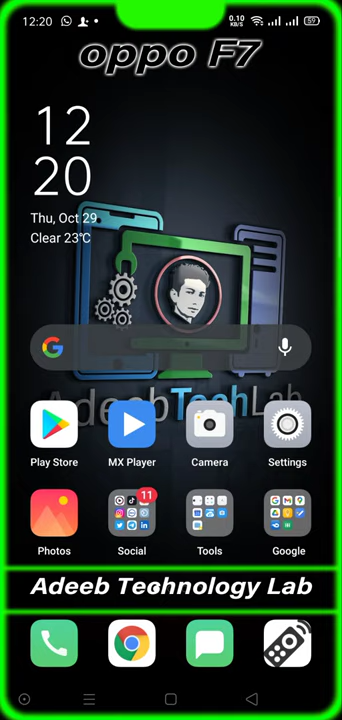 12:20
0.10 KB/S
59
oppo F7
12
20
Thu, Oct 29
Clear 23°C
AdeebTechLab
Play Store
MX Player
Camera
Settings
11
Photos
Social
Tools
Google
Adeeb Technology Lab